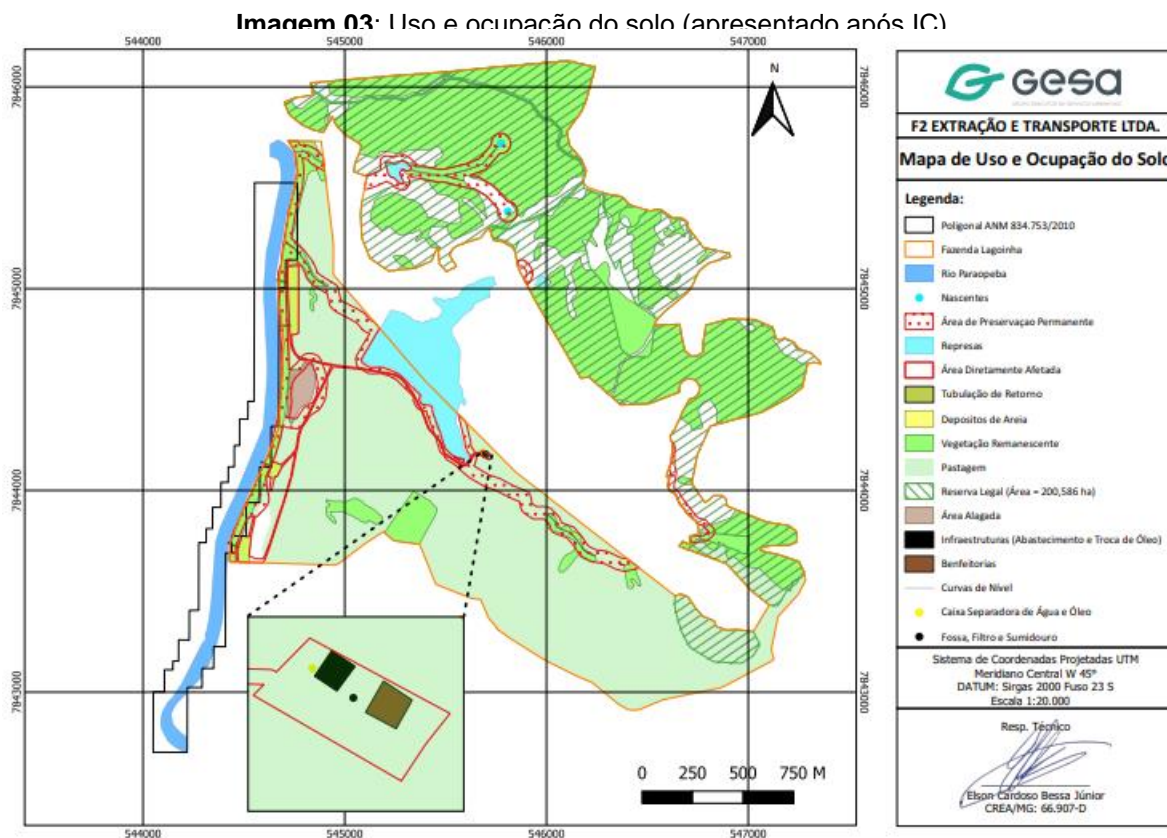 Imagem 03: Uso e ocupação do solo (apresentado após IC)
544000 545000 546000 547000
7846000 7846000
7845000 7845000
7844000 7844000
7843000 7843000
544000 545000 546000 547000
N
0 250 500 750 M
Gesa
F2 EXTRAÇÃO E TRANSPORTE LTDA.
Mapa de Uso e Ocupação do Solo
Legenda:
Poligonal ANM 834.753/2010
Fazenda Lagoinha
Rio Paraopeba
Nascentes
Área de Preservaçao Permanente
Represas
Área Diretamente Afetada
Tubulação de Retorno
Depositos de Areia
Vegetação Remanescente
Pastagem
Reserva Legal (Área = 200,586 ha)
Área Alagada
Infraestruturas (Abastecimento e Troca de Óleo)
Benfeitorias
Curvas de Nível
Caixa Separadora de Água e Óleo
Fossa, Filtro e Sumidouro
Sistema de Coordenadas Projetadas UTM
Meridiano Central W 45°
DATUM: Sirgas 2000 Fuso 23 S
Escala 1:20.000
Resp. Técnico
Elson Cardoso Bessa Júnior
CREA/MG: 66.907-D